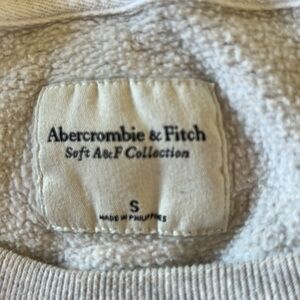 Abercrombie & Fitch
Soft A&F Collection
S
MADE IN PHILIPPINES